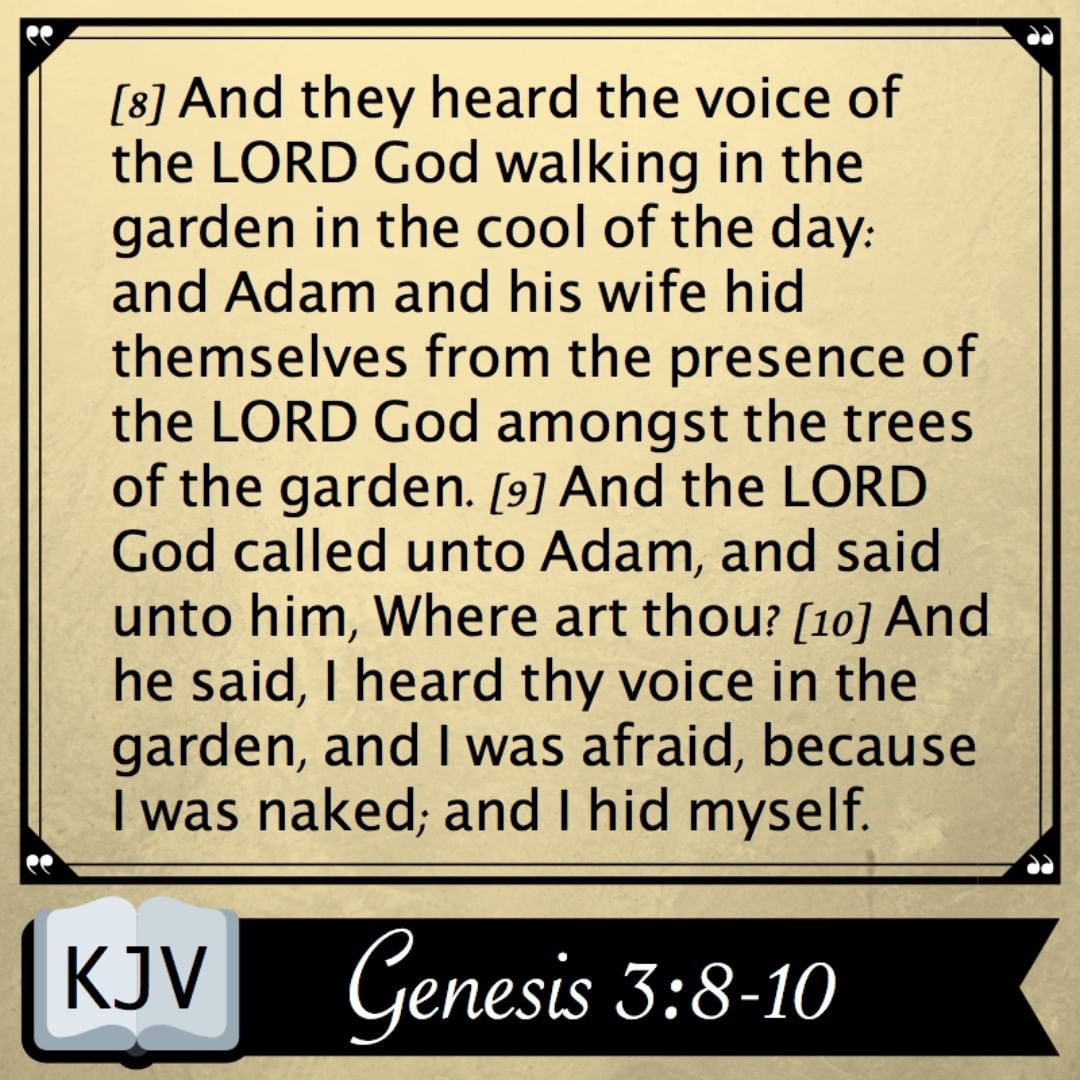 [8] And they heard the voice of
the LORD God walking in the
garden in the cool of the day:
and Adam and his wife hid
themselves from the presence of
the LORD God amongst the trees
of the garden. [9] And the LORD
God called unto Adam, and said
unto him, Where art thou? [10] And
he said, I heard thy voice in the
garden, and I was afraid, because
I was naked; and I hid myself.
KJV
Genesis 3:8-10